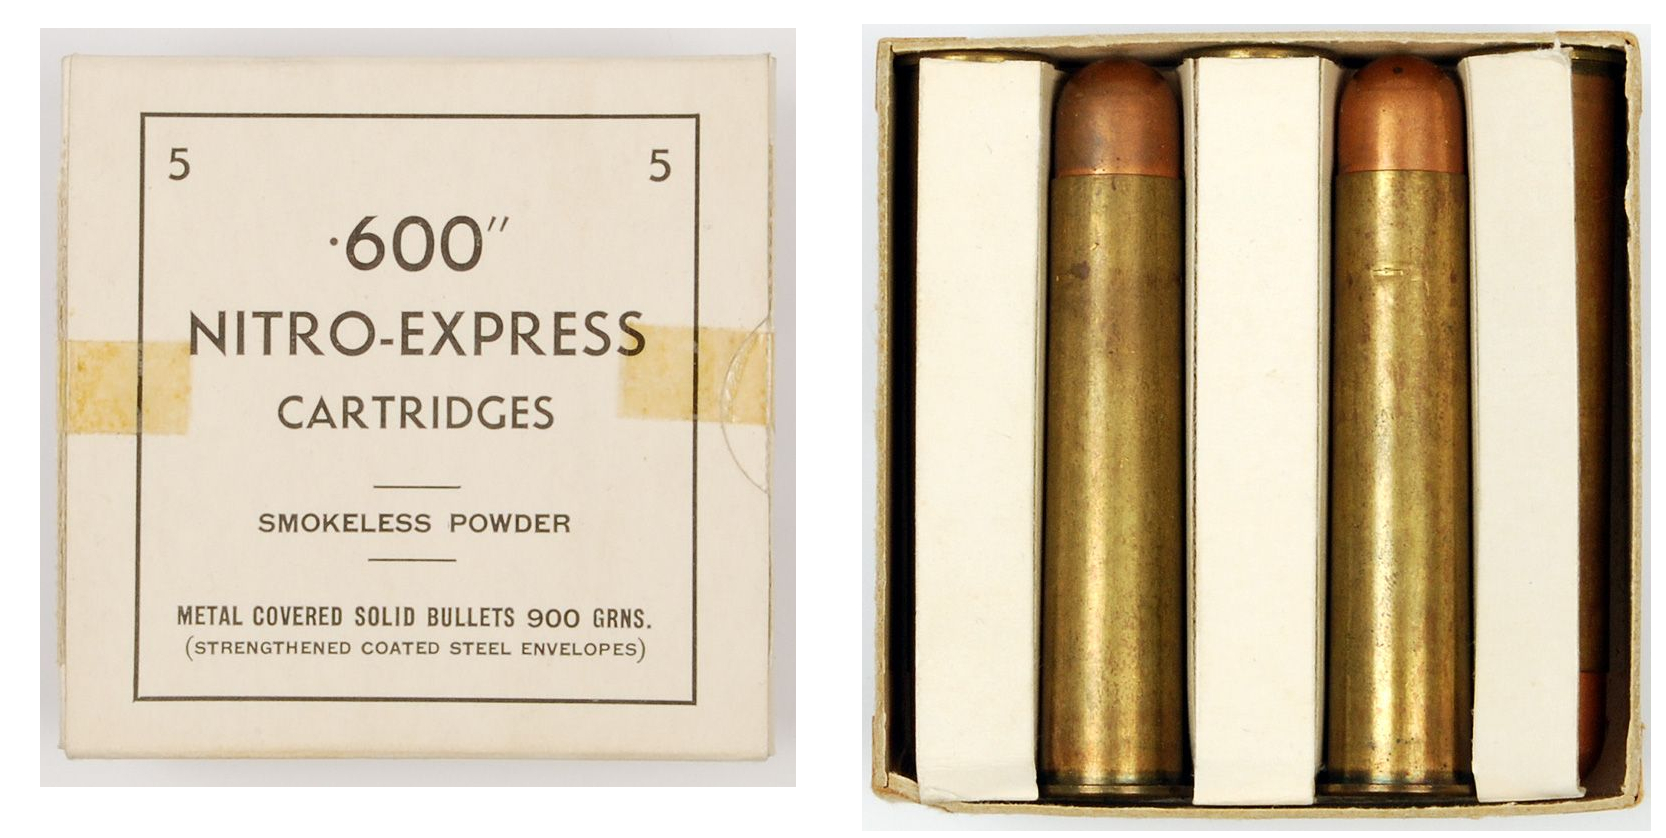 5 5
·600″
NITRO-EXPRESS
CARTRIDGES
SMOKELESS POWDER
METAL COVERED SOLID BULLETS 900 GRNS.
(STRENGTHENED COATED STEEL ENVELOPES)